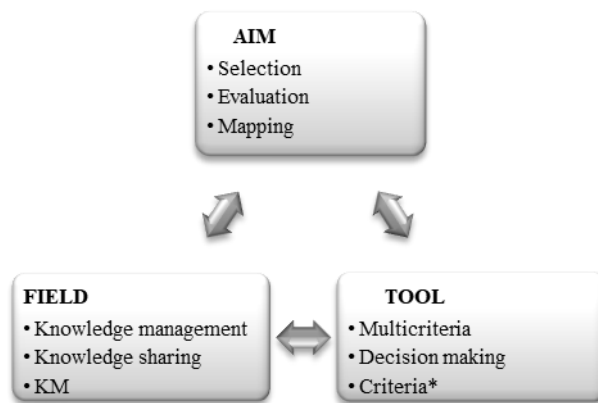 AIM
• Selection
• Evaluation
• Mapping
FIELD
• Knowledge management
• Knowledge sharing
• KM
TOOL
• Multicriteria
• Decision making
• Criteria*